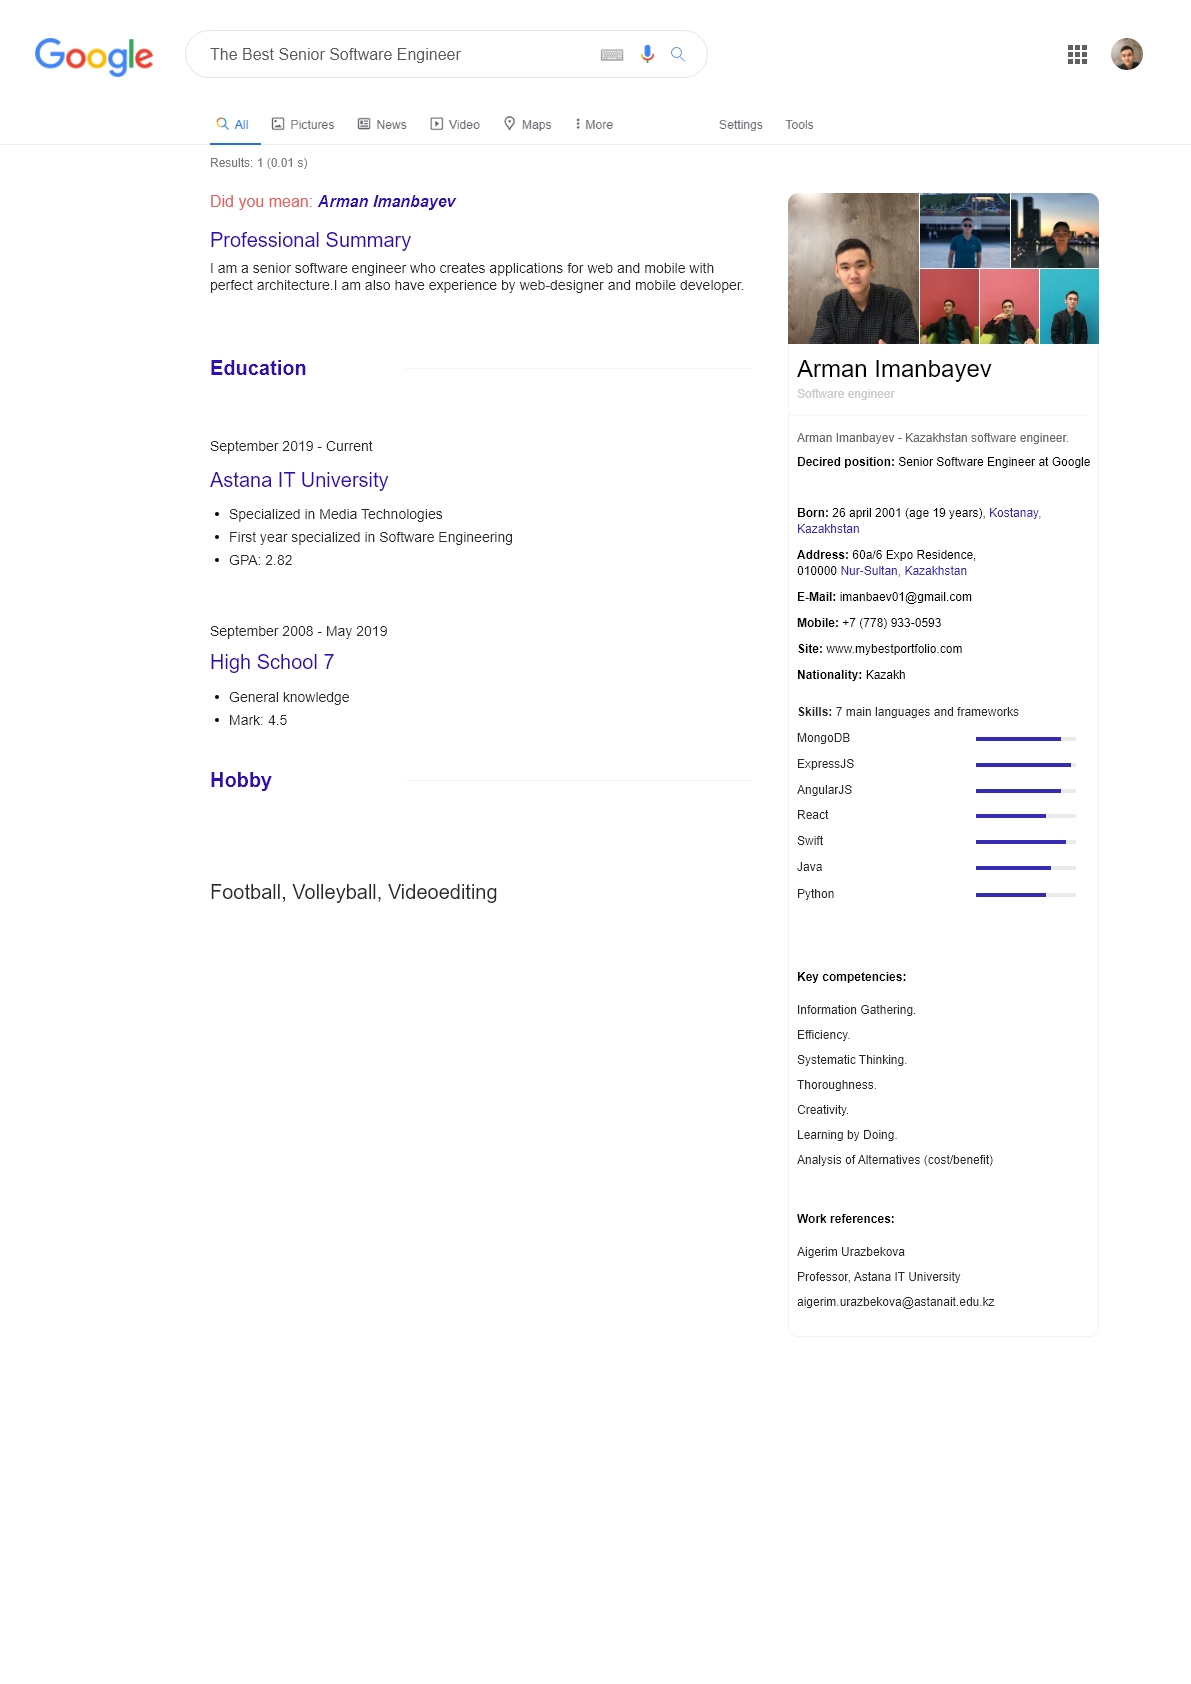 Google
The Best Senior Software Engineer
All Pictures News Video Maps More Settings Tools
Results: 1 (0.01 s)
Did you mean: Arman Imanbayev
Professional Summary
I am a senior software engineer who creates applications for web and mobile with
perfect architecture.I am also have experience by web-designer and mobile developer.
Education
September 2019 - Current
Astana IT University
• Specialized in Media Technologies
• First year specialized in Software Engineering
• GPA: 2.82
September 2008 - May 2019
High School 7
• General knowledge
• Mark: 4.5
Hobby
Football, Volleyball, Videoediting
Arman Imanbayev
Software engineer
Arman Imanbayev - Kazakhstan software engineer.
Decired position: Senior Software Engineer at Google
Born: 26 april 2001 (age 19 years), Kostanay,
Kazakhstan
Address: 60a/6 Expo Residence,
010000 Nur-Sultan, Kazakhstan
E-Mail: imanbaev01@gmail.com
Mobile: +7 (778) 933-0593
Site: www.mybestportfolio.com
Nationality: Kazakh
Skills: 7 main languages and frameworks
MongoDB
ExpressJS
AngularJS
React
Swift
Java
Python
Key competencies:
Information Gathering.
Efficiency.
Systematic Thinking.
Thoroughness.
Creativity.
Learning by Doing.
Analysis of Alternatives (cost/benefit)
Work references:
Aigerim Urazbekova
Professor, Astana IT University
aigerim.urazbekova@astanait.edu.kz